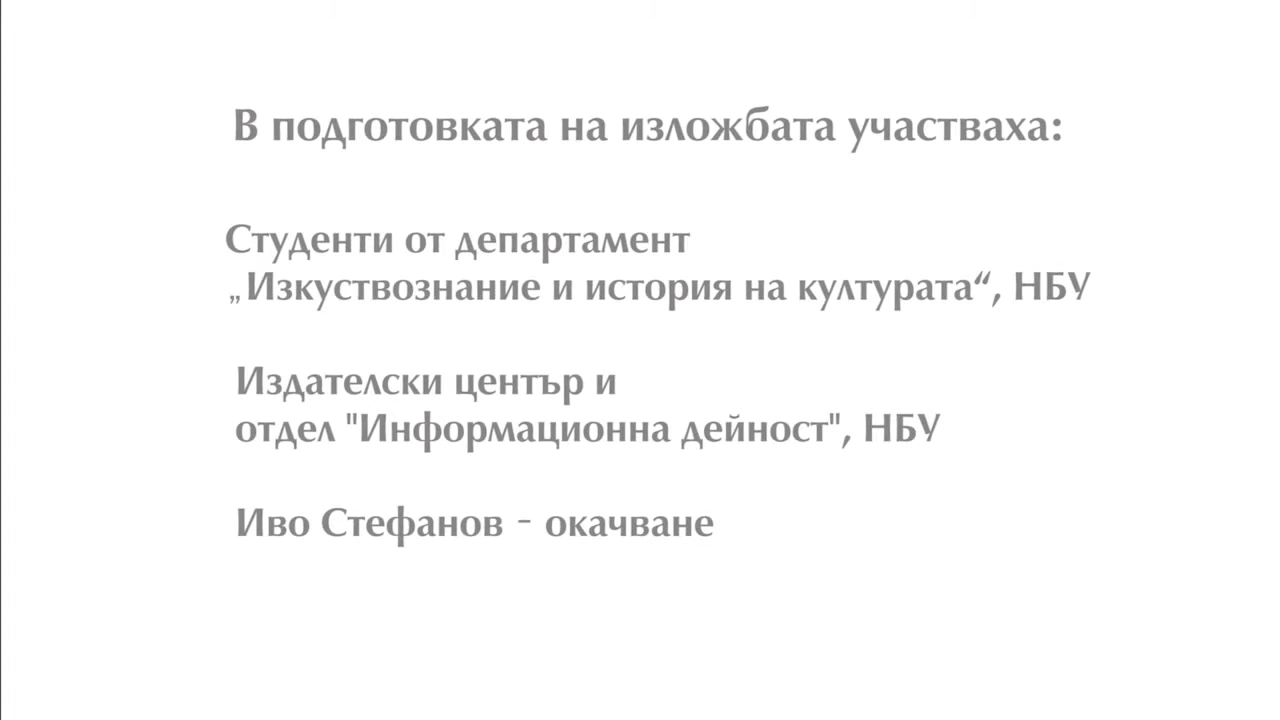 В подготовката на изложбата участваха:
Студенти от департамент
„Изкуствознание и история на културата“, НБУ
Издателски център и
отдел "Информационна дейност", НБУ
Иво Стефанов - окачване